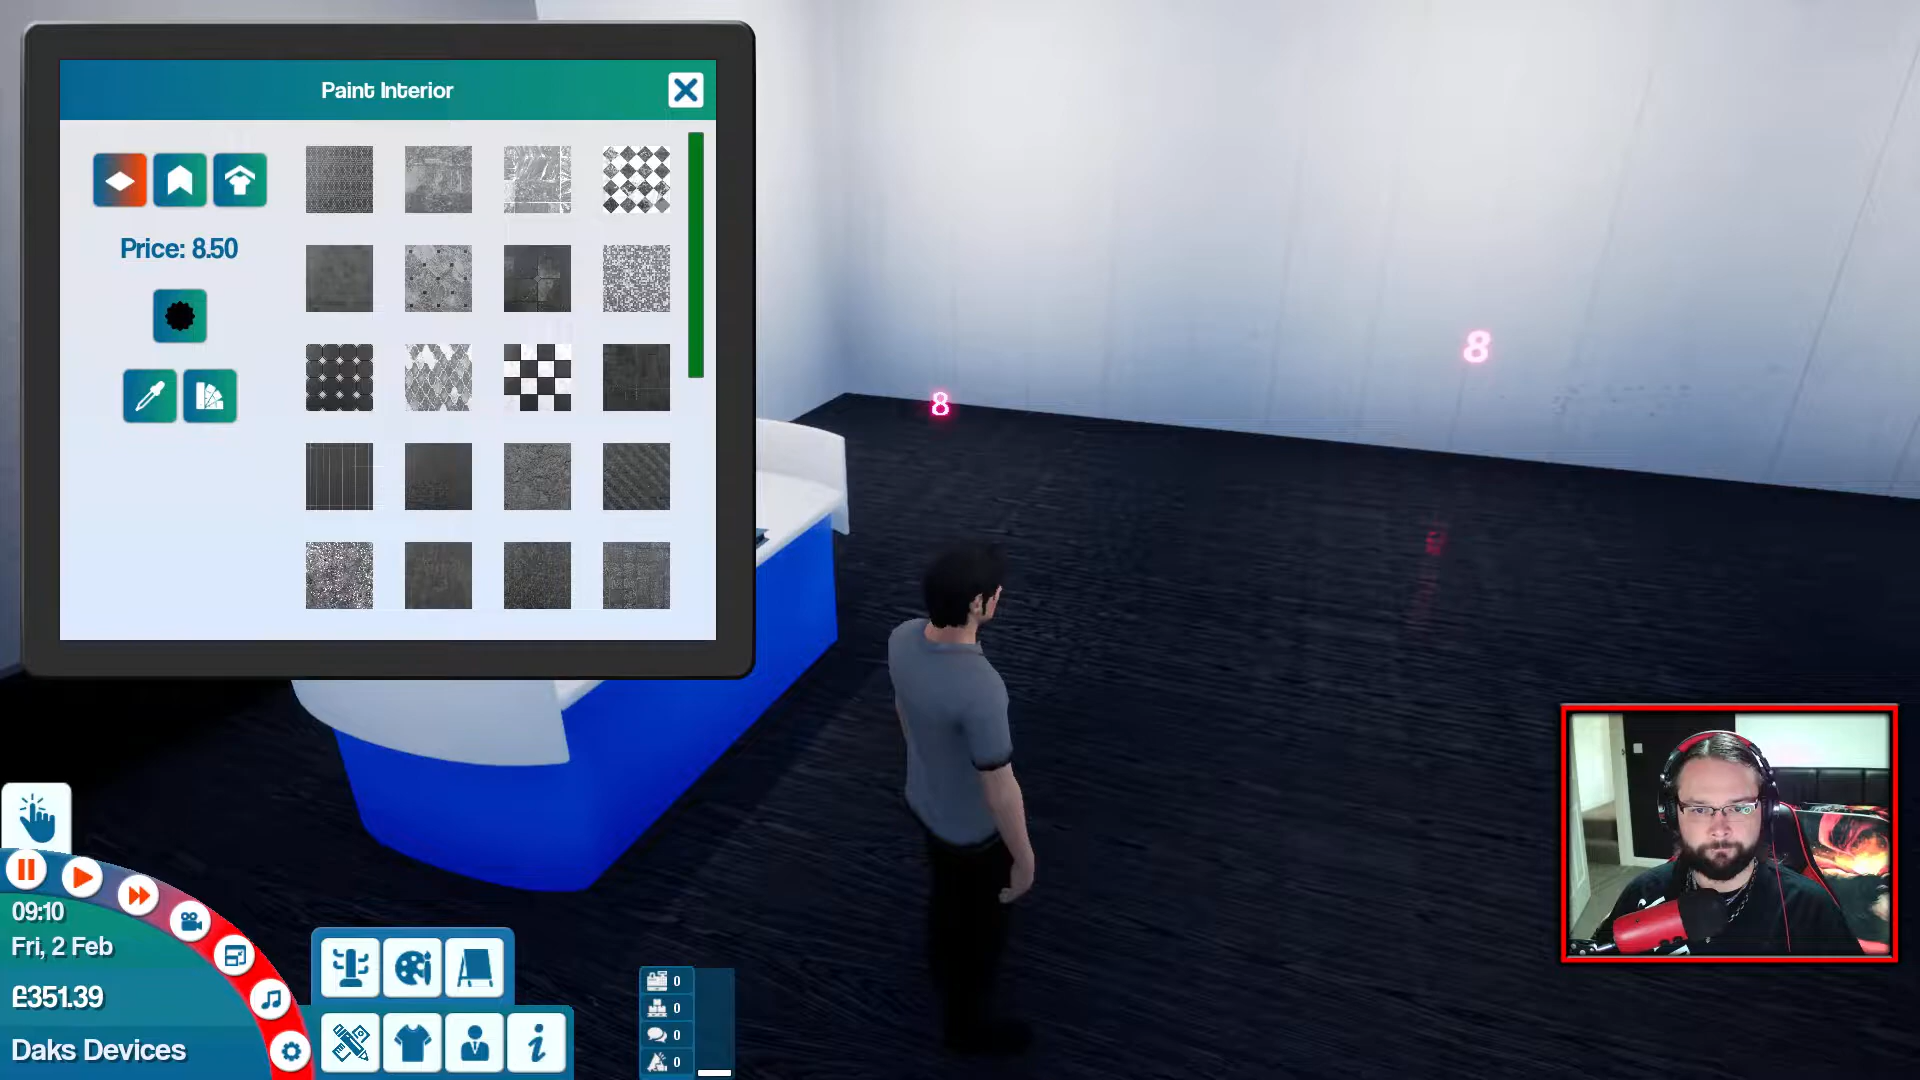 Paint Interior
Price: 8.50
8
8
09:10
Fri, 2 Feb
£351.39
Daks Devices
0
0
0
0